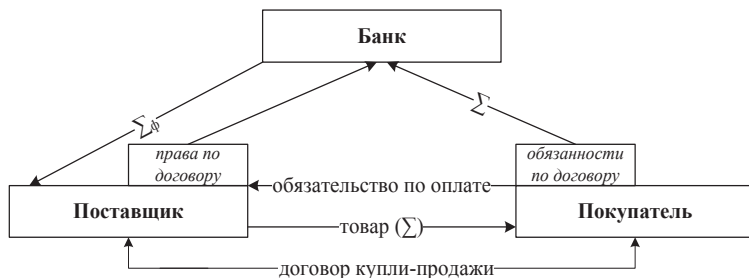 Банк
∑ф
∑
права по
договору
обязанности
по договору
обязательство по оплате
Поставщик
Покупатель
товар (∑)
договор купли-продажи